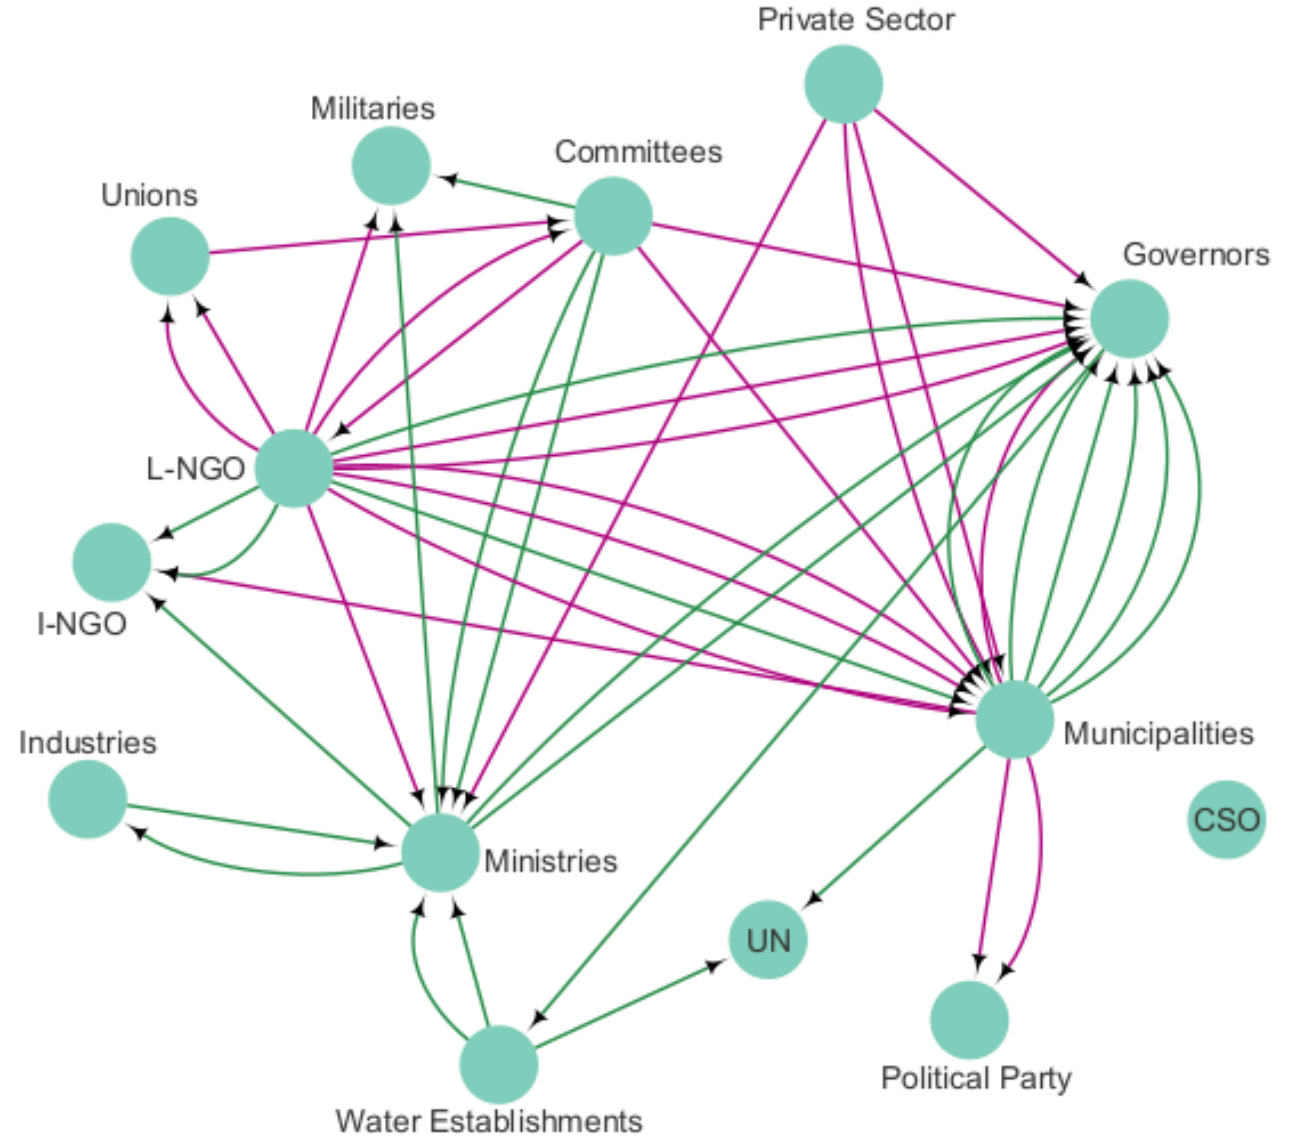 Private Sector
Militaries
Committees
Unions
Governors
L-NGO
I-NGO
Industries
Municipalities
CSO
Ministries
UN
Political Party
Water Establishments